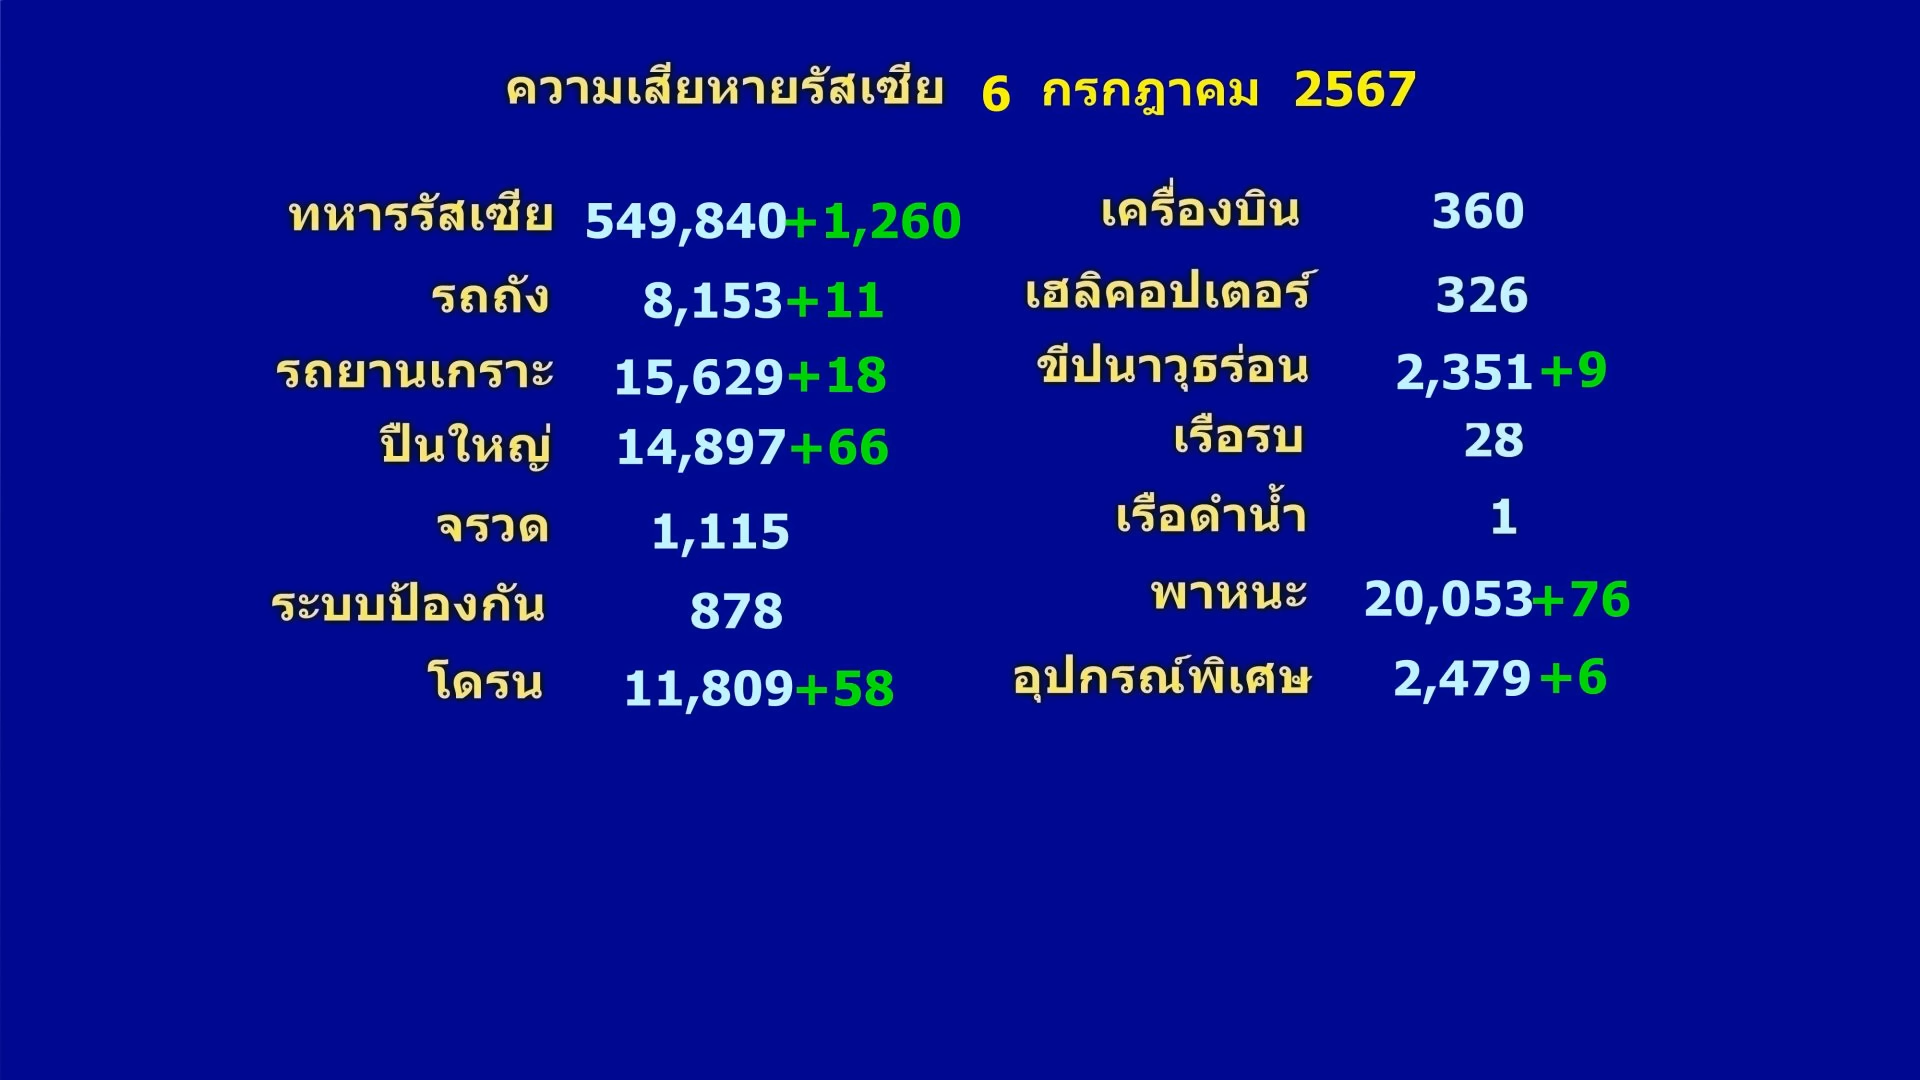 ความเสียหายรัสเซีย 6 กรกฎาคม 2567
ทหารรัสเซีย 549,840+1,260
รถถัง 8,153+11
รถยานเกราะ 15,629+18
ปืนใหญ่ 14,897+66
จรวด 1,115
ระบบป้องกัน 878
โดรน 11,809+58
เครื่องบิน 360
เฮลิคอปเตอร์ 326
ขีปนาวุธร่อน 2,351+9
เรือรบ 28
เรือดำน้ำ 1
พาหนะ 20,053+76
อุปกรณ์พิเศษ 2,479+6